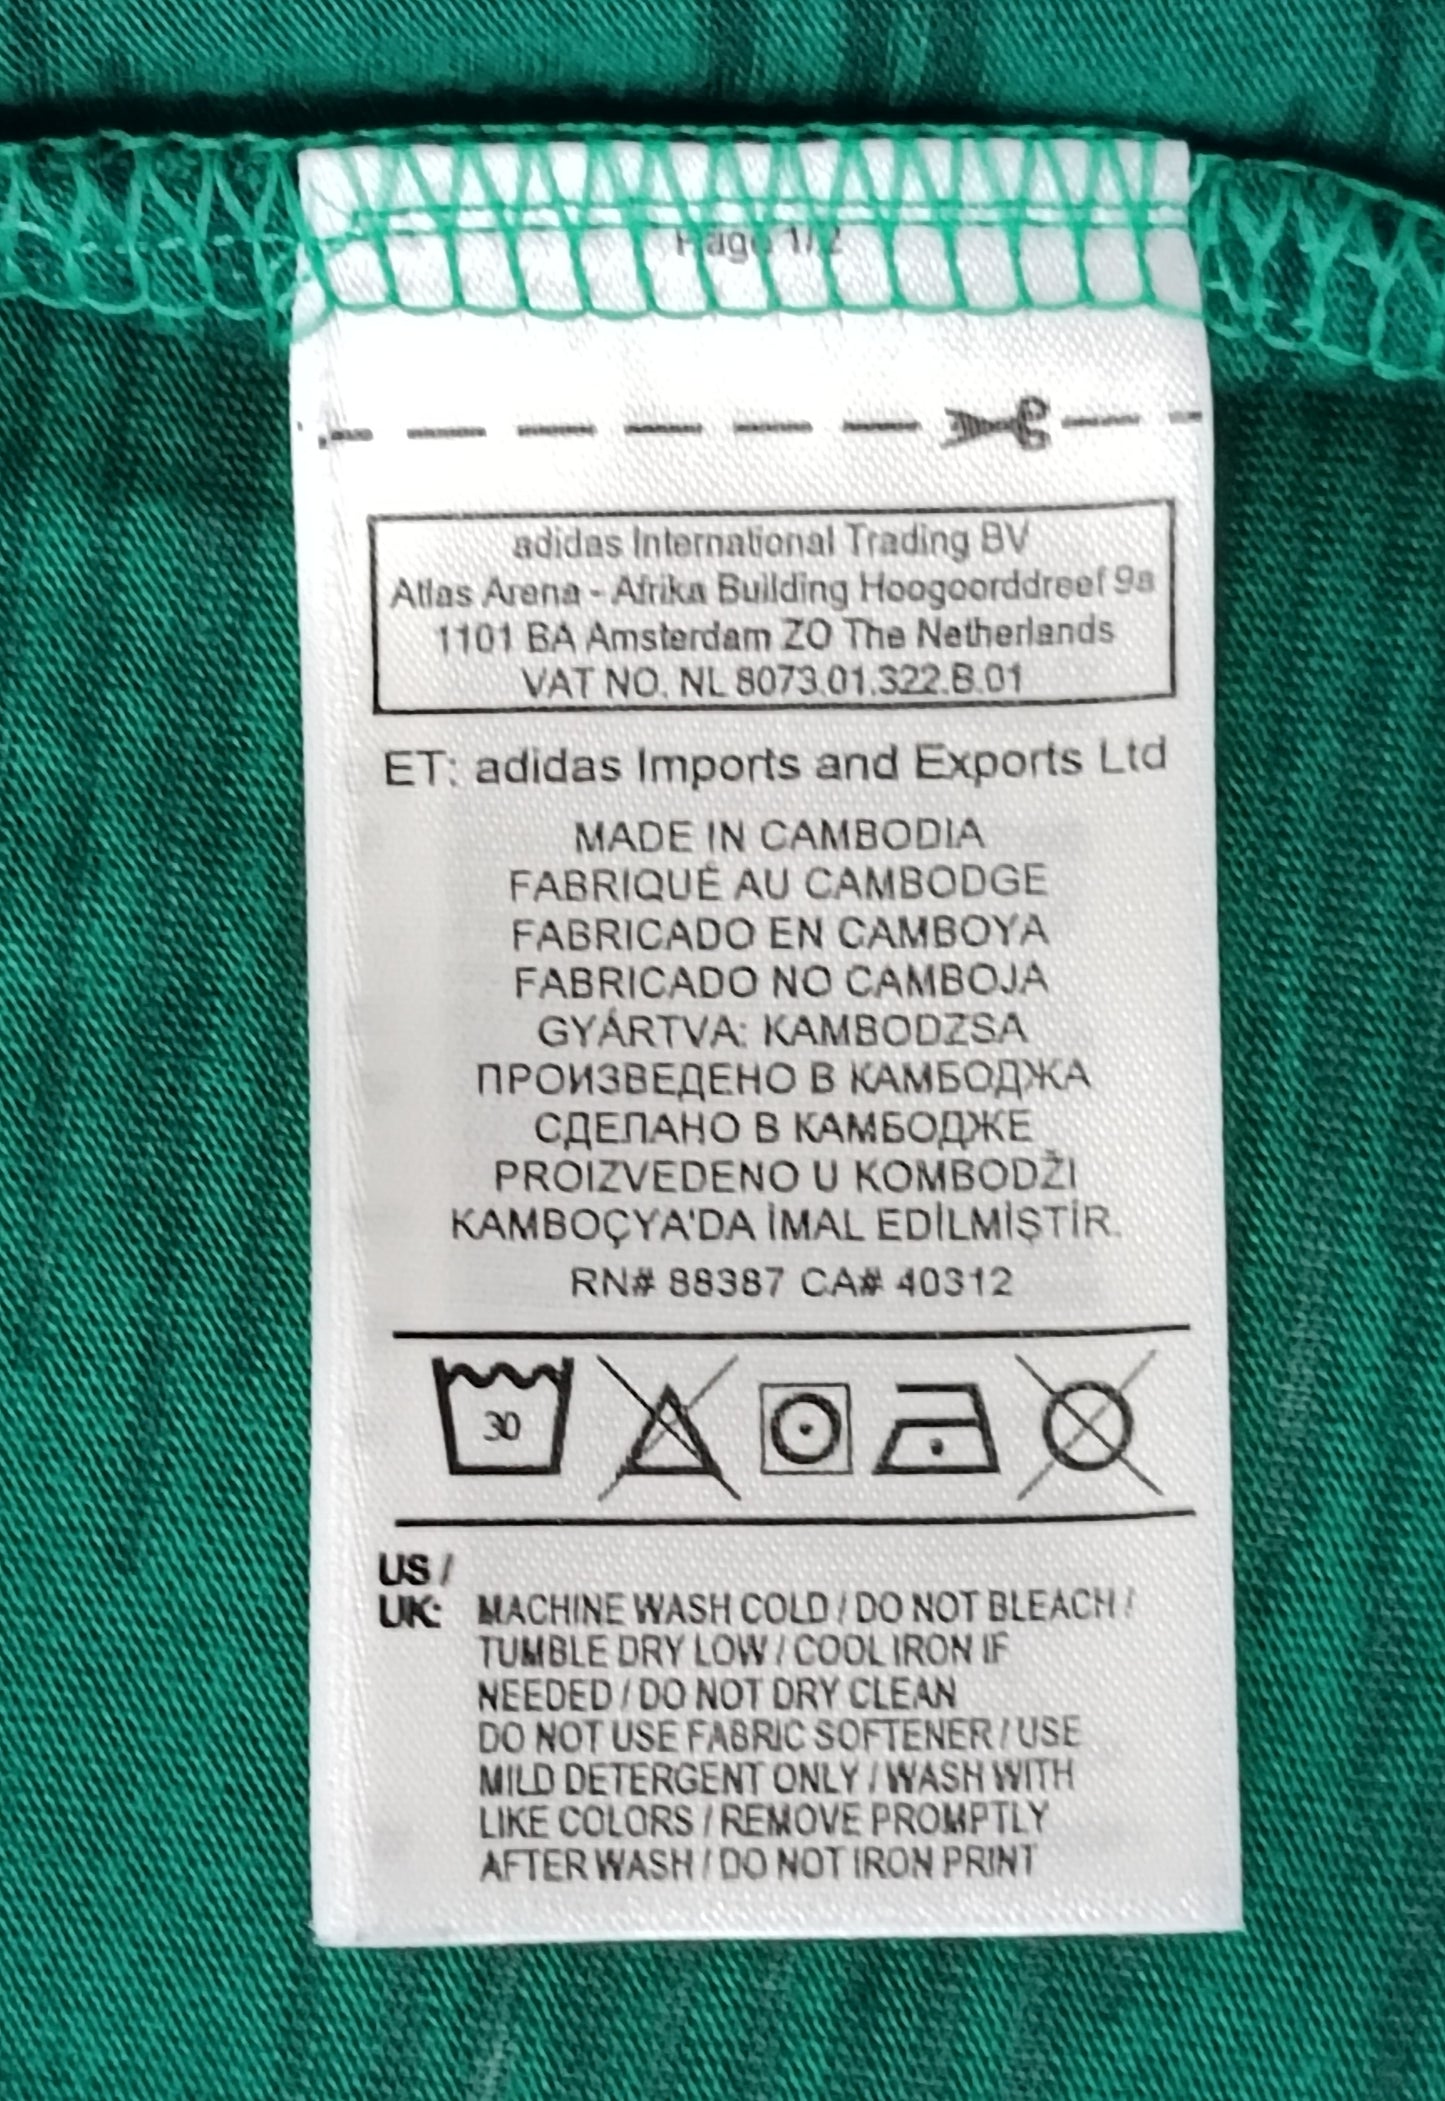 Page 1/2
adidas International Trading BV
Atlas Arena - Afrika Building Hoogoorddreef 9a
1101 BA Amsterdam ZO The Netherlands
VAT NO. NL 8073.01.322.B.01
ET: adidas Imports and Exports Ltd
MADE IN CAMBODIA
FABRIQUÉ AU CAMBODGE
FABRICADO EN CAMBOYA
FABRICADO NO CAMBOJA
GYÁRTVA: KAMBODZSA
ПРОИЗВЕДЕНО В КАМБОДЖА
СДЕЛАНО В КАМБОДЖЕ
PROIZVEDENO U KOMBODŽI
KAMBOÇYA'DA İMAL EDİLMİŞTİR.
RN# 88387 CA# 40312
30
US /
UK: MACHINE WASH COLD / DO NOT BLEACH /
TUMBLE DRY LOW / COOL IRON IF
NEEDED / DO NOT DRY CLEAN
DO NOT USE FABRIC SOFTENER / USE
MILD DETERGENT ONLY / WASH WITH
LIKE COLORS / REMOVE PROMPTLY
AFTER WASH / DO NOT IRON PRINT